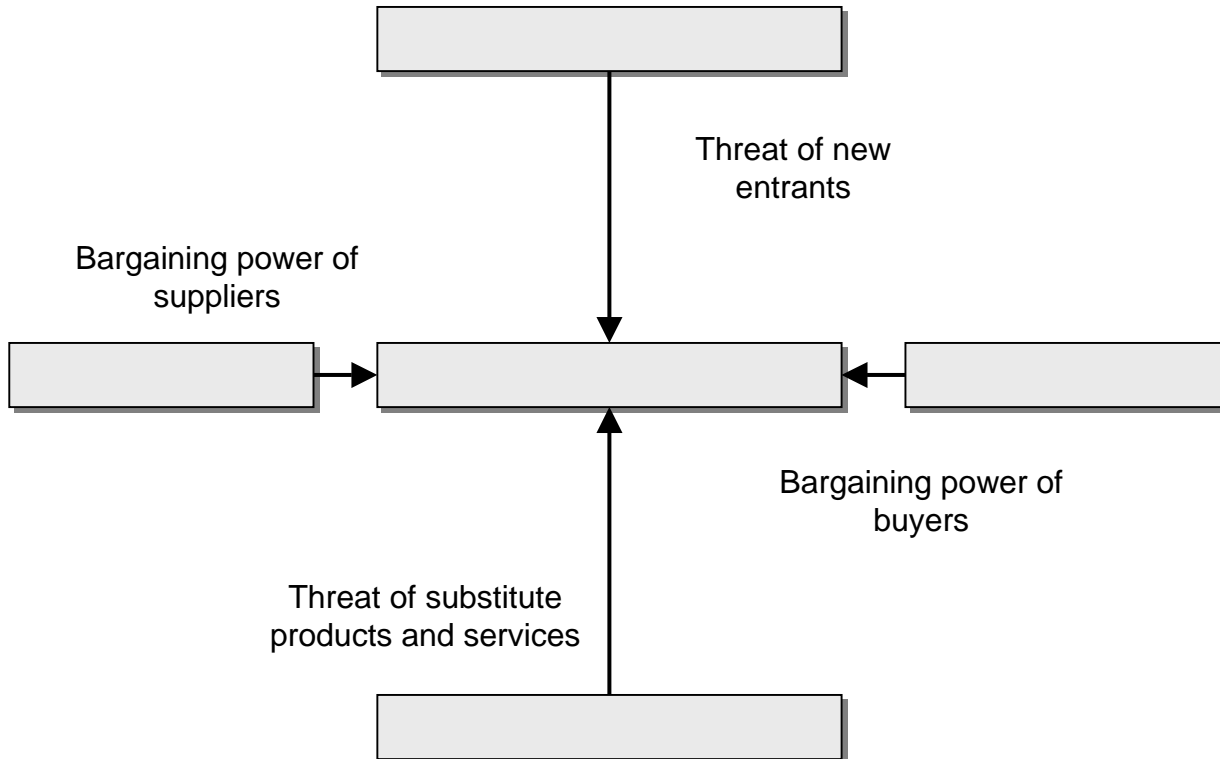 Threat of new
entrants
Bargaining power of
suppliers
Bargaining power of
buyers
Threat of substitute
products and services